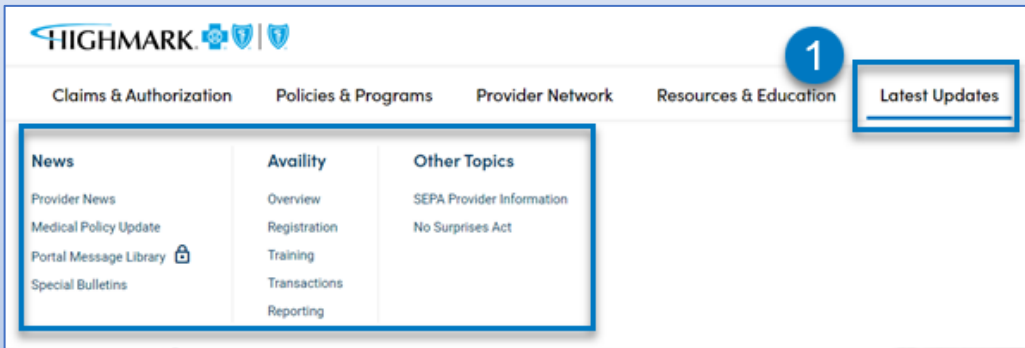 HIGHMARK.
1
Claims & Authorization Policies & Programs Provider Network Resources & Education Latest Updates
News
Provider News
Medical Policy Update
Portal Message Library
Special Bulletins
Availity
Overview
Registration
Training
Transactions
Reporting
Other Topics
SEPA Provider Information
No Surprises Act